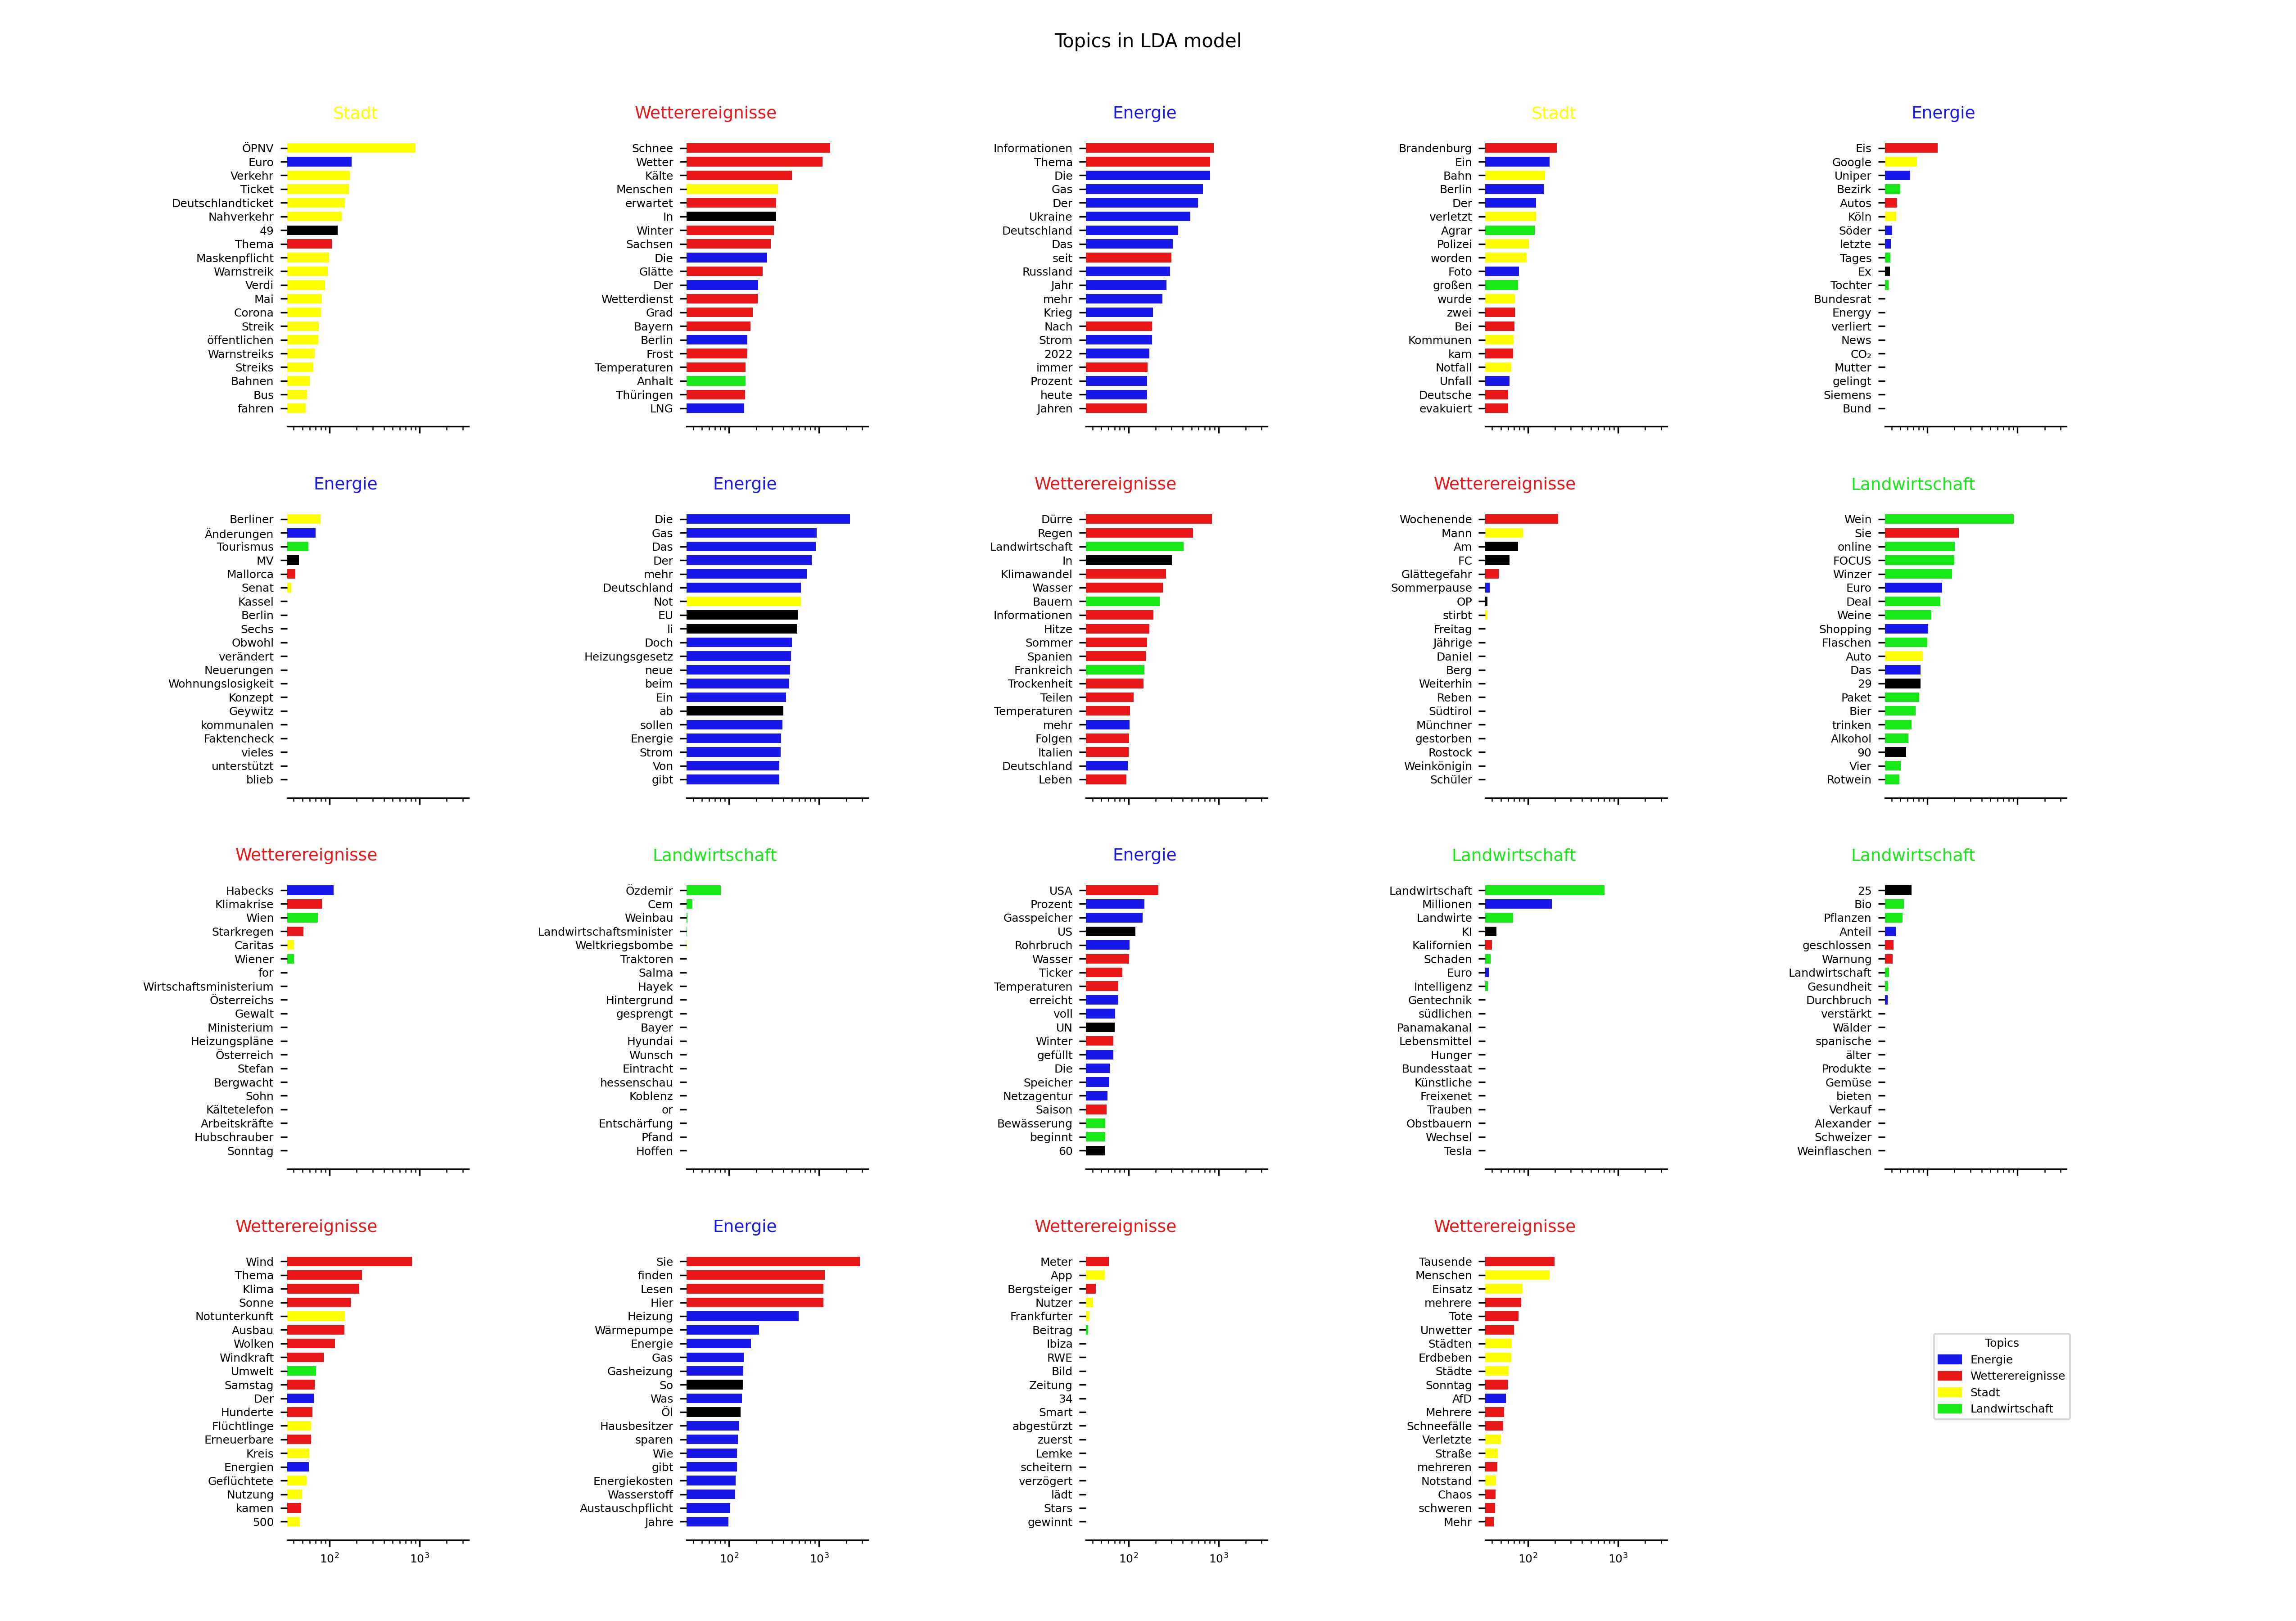 Topics in LDA model
Stadt
ÖPNV
Euro
Verkehr
Ticket
Deutschlandticket
Nahverkehr
49
Thema
Maskenpflicht
Warnstreik
Verdi
Mai
Corona
Streik
öffentlichen
Warnstreiks
Streiks
Bahnen
Bus
fahren
Wetterereignisse
Schnee
Wetter
Kälte
Menschen
erwartet
In
Winter
Sachsen
Die
Glätte
Der
Wetterdienst
Grad
Bayern
Berlin
Frost
Temperaturen
Anhalt
Thüringen
LNG
Energie
Informationen
Thema
Die
Gas
Der
Ukraine
Deutschland
Das
seit
Russland
Jahr
mehr
Krieg
Nach
Strom
2022
immer
Prozent
heute
Jahren
Stadt
Brandenburg
Ein
Bahn
Berlin
Der
verletzt
Agrar
Polizei
worden
Foto
großen
wurde
zwei
Bei
Kommunen
kam
Notfall
Unfall
Deutsche
evakuiert
Energie
Eis
Google
Uniper
Bezirk
Autos
Köln
Söder
letzte
Tages
Ex
Tochter
Bundesrat
Energy
verliert
News
CO₂
Mutter
gelingt
Siemens
Bund
Energie
Berliner
Änderungen
Tourismus
MV
Mallorca
Senat
Kassel
Berlin
Sechs
Obwohl
verändert
Neuerungen
Wohnungslosigkeit
Konzept
Geywitz
kommunalen
Faktencheck
vieles
unterstützt
blieb
Energie
Die
Gas
Das
Der
mehr
Deutschland
Not
EU
li
Doch
Heizungsgesetz
neue
beim
Ein
ab
sollen
Energie
Strom
Von
gibt
Wetterereignisse
Dürre
Regen
Landwirtschaft
In
Klimawandel
Wasser
Bauern
Informationen
Hitze
Sommer
Spanien
Frankreich
Trockenheit
Teilen
Temperaturen
mehr
Folgen
Italien
Deutschland
Leben
Wetterereignisse
Wochenende
Mann
Am
FC
Glättegefahr
Sommerpause
OP
stirbt
Freitag
Jährige
Daniel
Berg
Weiterhin
Reben
Südtirol
Münchner
gestorben
Rostock
Weinkönigin
Schüler
Landwirtschaft
Wein
Sie
online
FOCUS
Winzer
Euro
Deal
Weine
Shopping
Flaschen
Auto
Das
29
Paket
Bier
trinken
Alkohol
90
Vier
Rotwein
Wetterereignisse
Habecks
Klimakrise
Wien
Starkregen
Caritas
Wiener
for
Wirtschaftsministerium
Österreichs
Gewalt
Ministerium
Heizungspläne
Österreich
Stefan
Bergwacht
Sohn
Kältetelefon
Arbeitskräfte
Hubschrauber
Sonntag
Landwirtschaft
Özdemir
Cem
Weinbau
Landwirtschaftsminister
Weltkriegsbombe
Traktoren
Salma
Hayek
Hintergrund
gesprengt
Bayer
Hyundai
Wunsch
Eintracht
hessenschau
Koblenz
or
Entschärfung
Pfand
Hoffen
Energie
USA
Prozent
Gasspeicher
US
Rohrbruch
Wasser
Ticker
Temperaturen
erreicht
voll
UN
Winter
gefüllt
Die
Speicher
Netzagentur
Saison
Bewässerung
beginnt
60
Landwirtschaft
Landwirtschaft
Millionen
Landwirte
KI
Kalifornien
Schaden
Euro
Intelligenz
Gentechnik
südlichen
Panamakanal
Lebensmittel
Hunger
Bundesstaat
Künstliche
Freixenet
Trauben
Obstbauern
Wechsel
Tesla
Landwirtschaft
25
Bio
Pflanzen
Anteil
geschlossen
Warnung
Landwirtschaft
Gesundheit
Durchbruch
verstärkt
Wälder
spanische
älter
Produkte
Gemüse
bieten
Verkauf
Alexander
Schweizer
Weinflaschen
Wetterereignisse
Wind
Thema
Klima
Sonne
Notunterkunft
Ausbau
Wolken
Windkraft
Umwelt
Samstag
Der
Hunderte
Flüchtlinge
Erneuerbare
Kreis
Energien
Geflüchtete
Nutzung
kamen
500
10² 10³
Energie
Sie
finden
Lesen
Hier
Heizung
Wärmepumpe
Energie
Gas
Gasheizung
So
Was
Öl
Hausbesitzer
sparen
Wie
gibt
Energiekosten
Wasserstoff
Austauschpflicht
Jahre
10² 10³
Wetterereignisse
Meter
App
Bergsteiger
Nutzer
Frankfurter
Beitrag
Ibiza
RWE
Bild
Zeitung
34
Smart
abgestürzt
zuerst
Lemke
scheitern
verzögert
lädt
Stars
gewinnt
10² 10³
Wetterereignisse
Tausende
Menschen
Einsatz
mehrere
Tote
Unwetter
Städten
Erdbeben
Städte
Sonntag
AfD
Mehrere
Schneefälle
Verletzte
Straße
mehreren
Notstand
Chaos
schweren
Mehr
10² 10³
Topics
Energie
Wetterereignisse
Stadt
Landwirtschaft